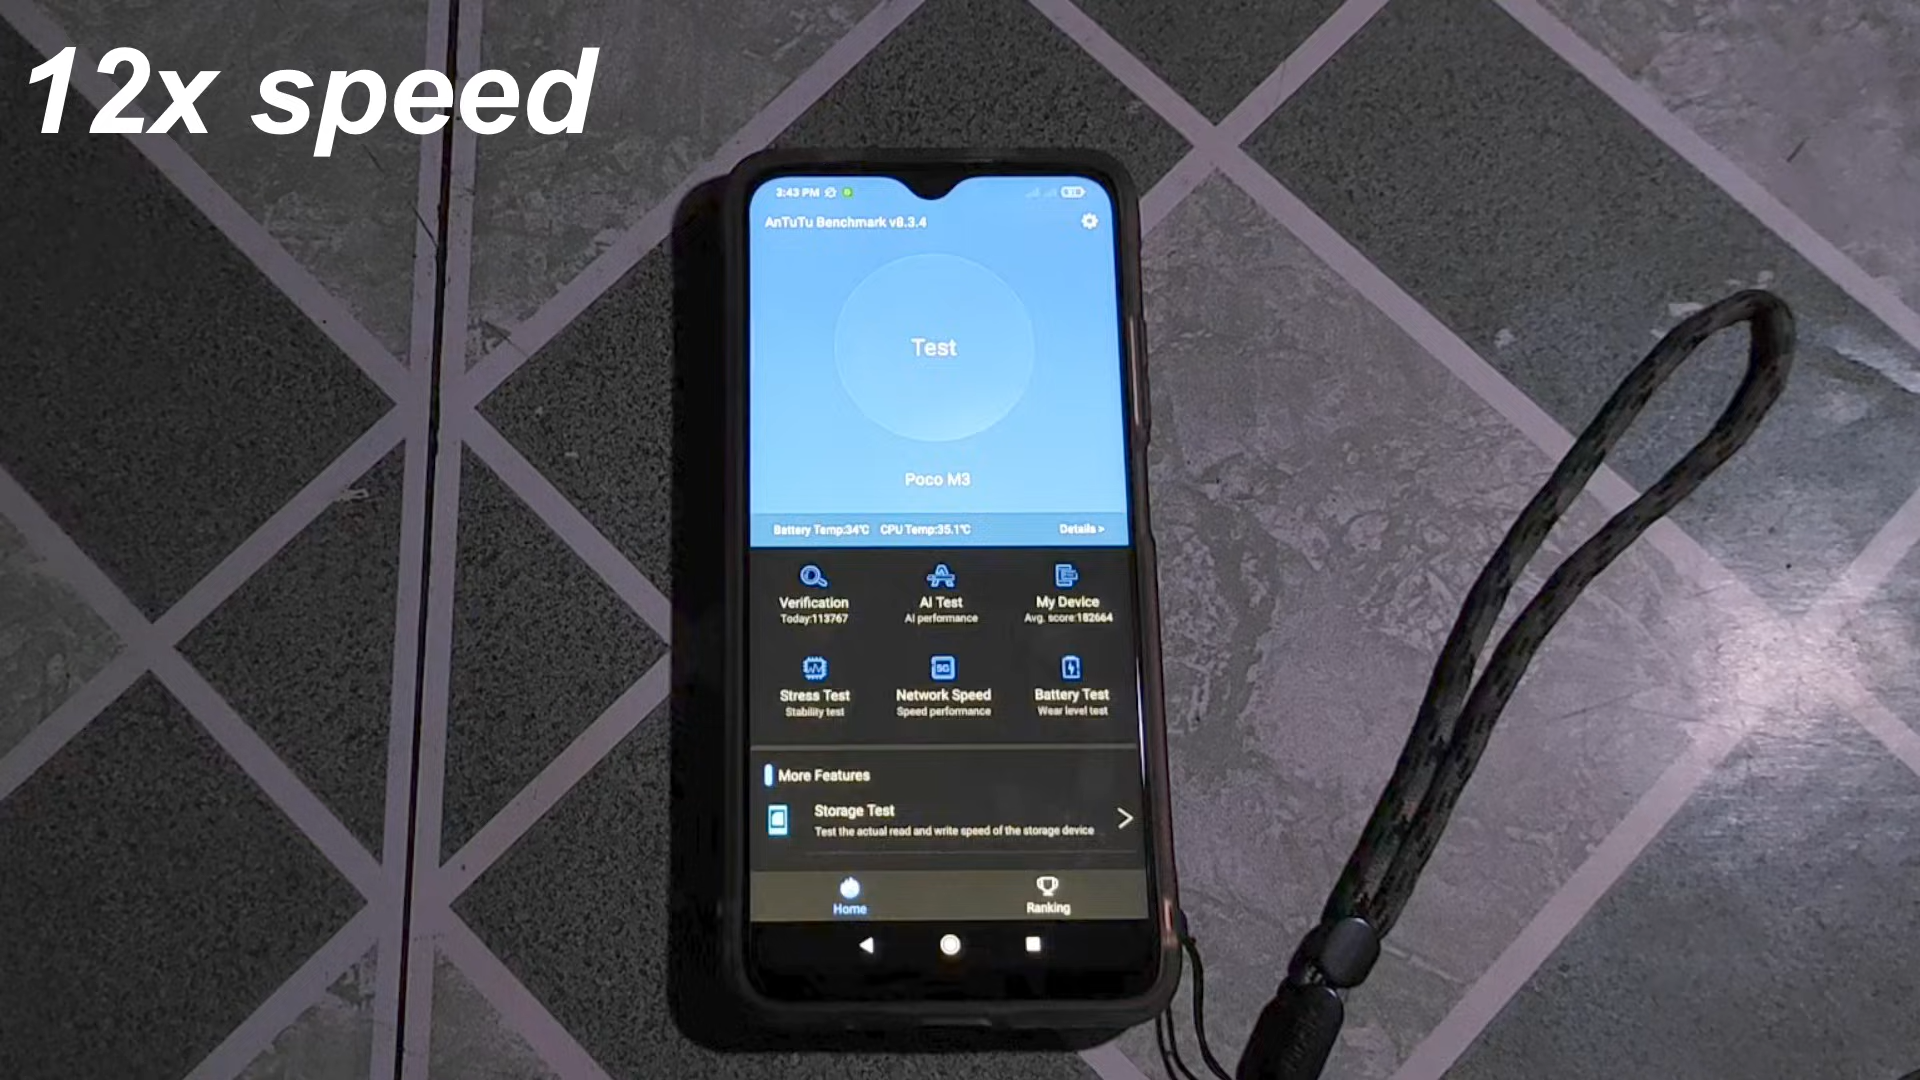 12x speed
3:43 PM
AnTuTu Benchmark v8.3.4
Test
Poco M3
Battery Temp:34℃ CPU Temp:35.1℃ Details >
Verification
Today:113767
AI Test
AI performance
My Device
Avg. score:182664
Stress Test
Stability test
5G
Network Speed
Speed performance
Battery Test
Wear level test
More Features
Storage Test
Test the actual read and write speed of the storage device
Home
Ranking